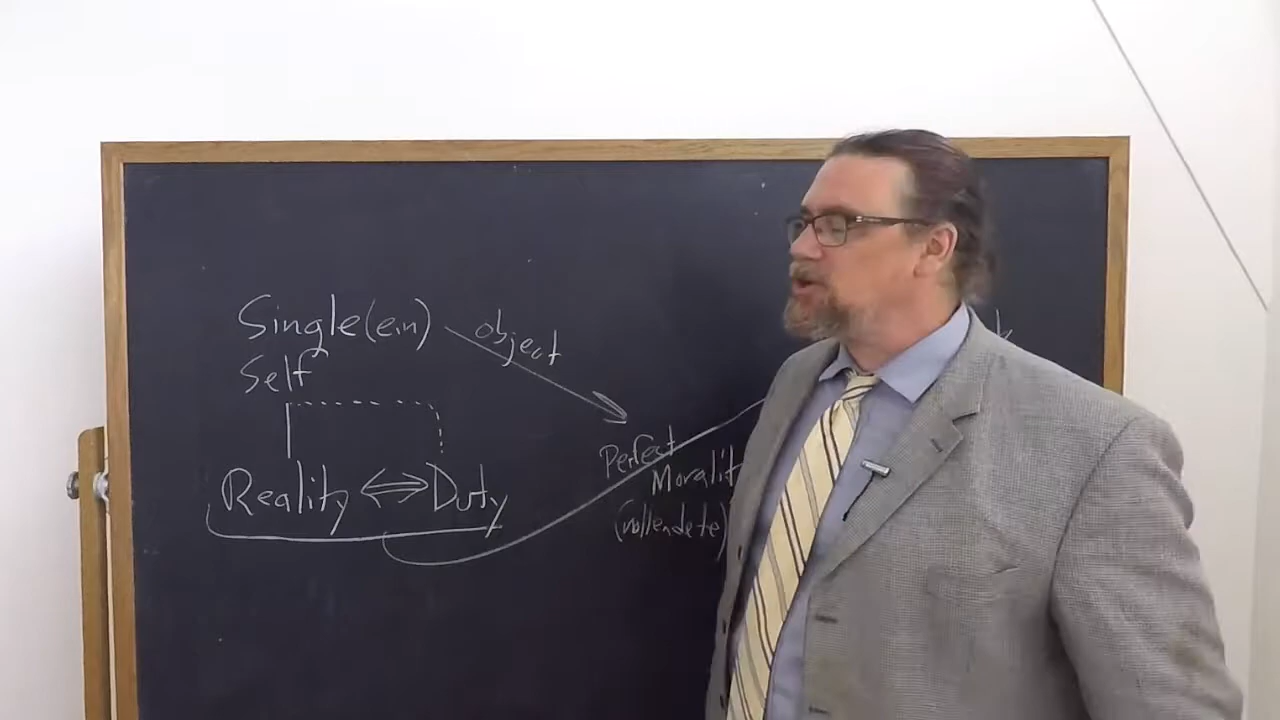 Single (ein)
Self
object
Reality ⇔ Duty
Perfect
Moralit
(vollendete)